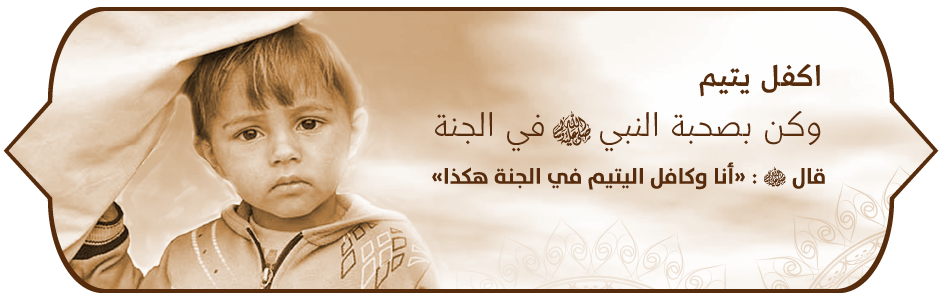 اكفل يتيم
وكن بصحبة النبي ﷺ في الجنة
قال ﷺ : «أنا وكافل اليتيم في الجنة هكذا»